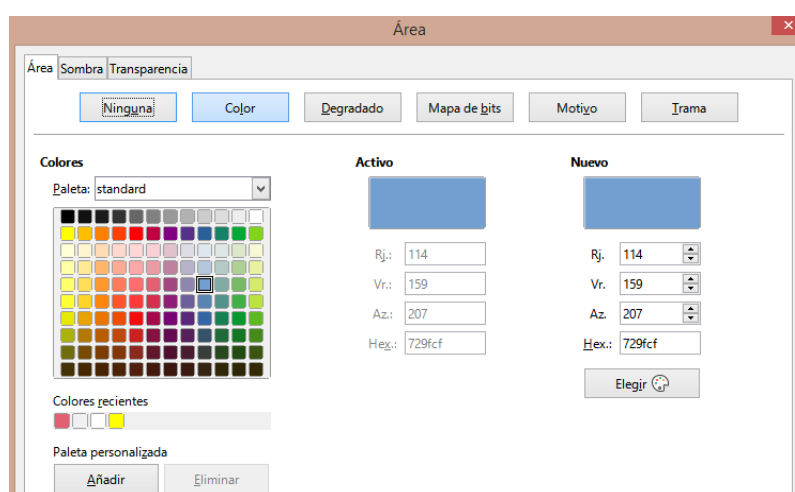 Área
Área Sombra Transparencia
Ninguna Color Degradado Mapa de bits Motivo Trama
Colores Activo Nuevo
Paleta: standard
Rj.: 114 Rj. 114
Vr.: 159 Vr. 159
Az.: 207 Az. 207
Hex.: 729fcf Hex.: 729fcf
Elegir
Colores recientes
Paleta personalizada
Añadir Eliminar